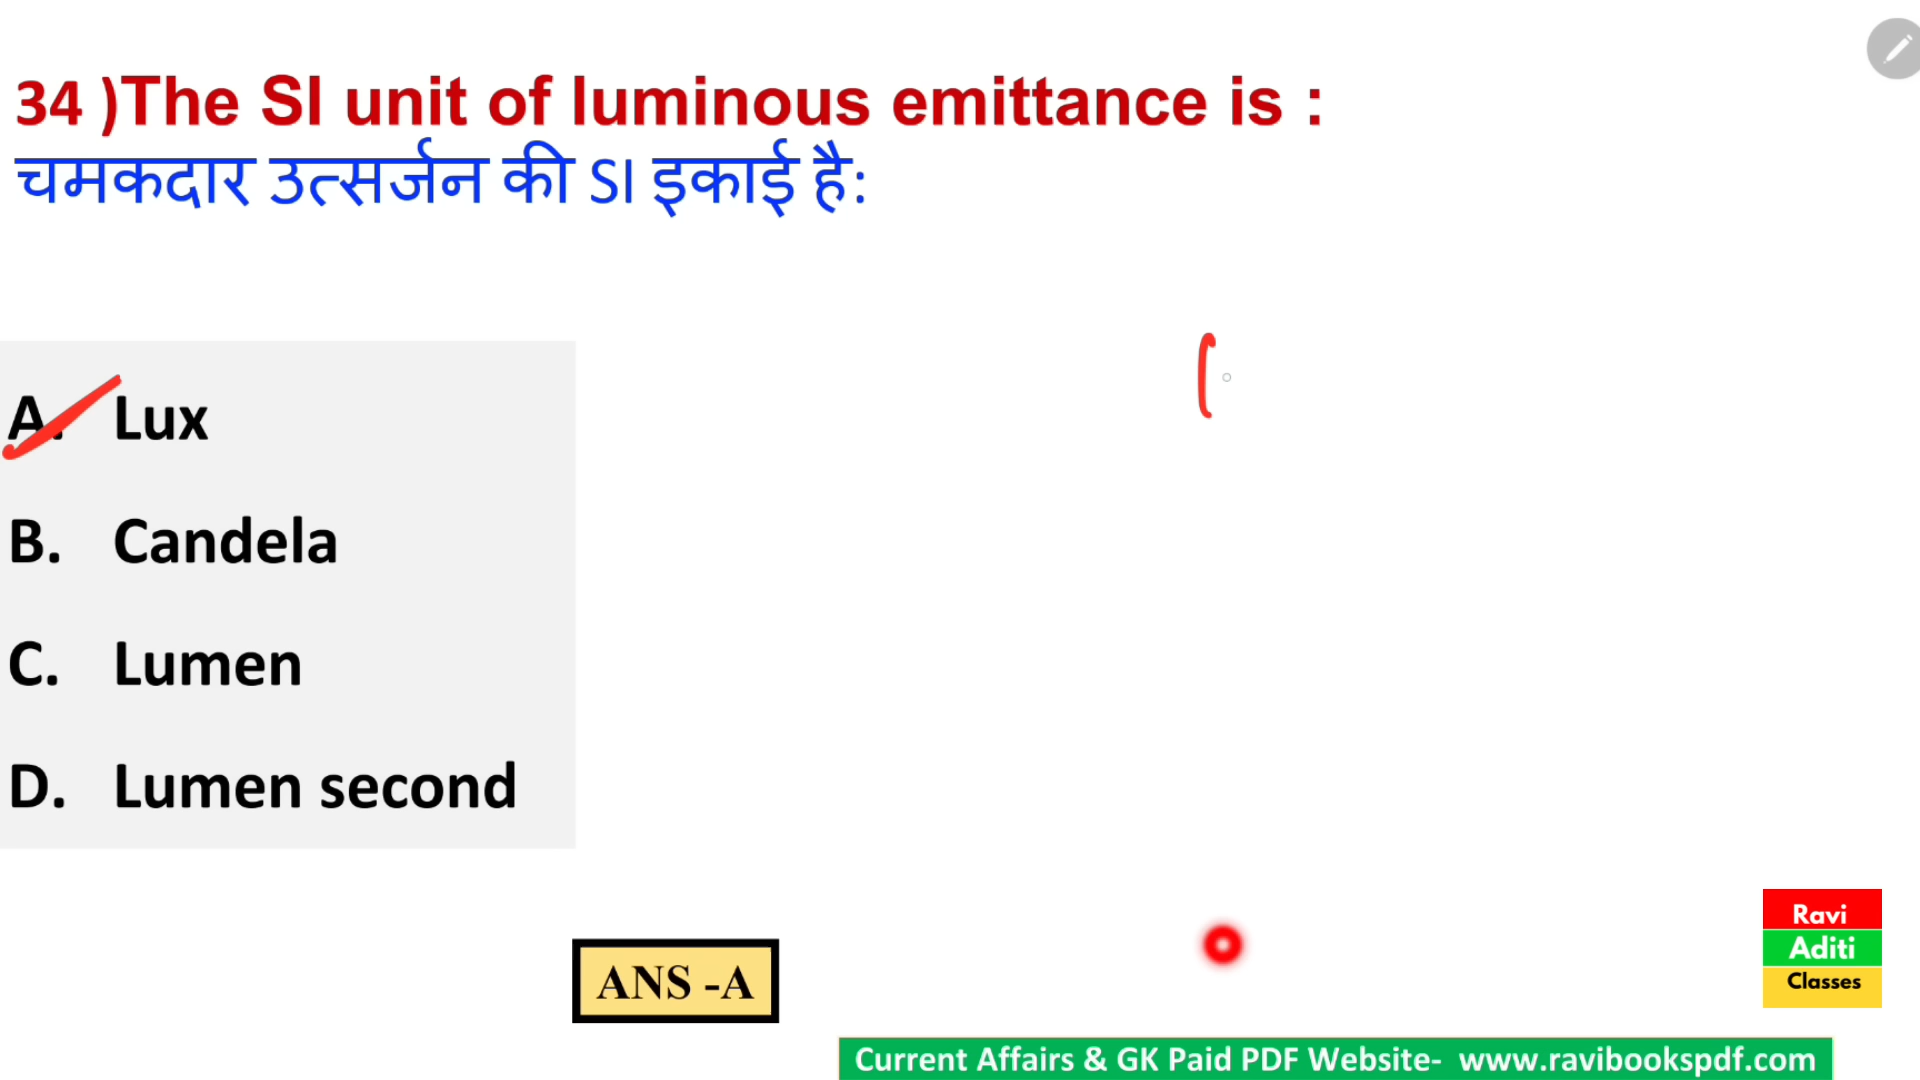 34 )The SI unit of luminous emittance is :
चमकदार उत्सर्जन की SI इकाई है:
A. Lux
B. Candela
C. Lumen
D. Lumen second
ANS -A
Ravi
Aditi
Classes
Current Affairs & GK Paid PDF Website- www.ravibookspdf.com